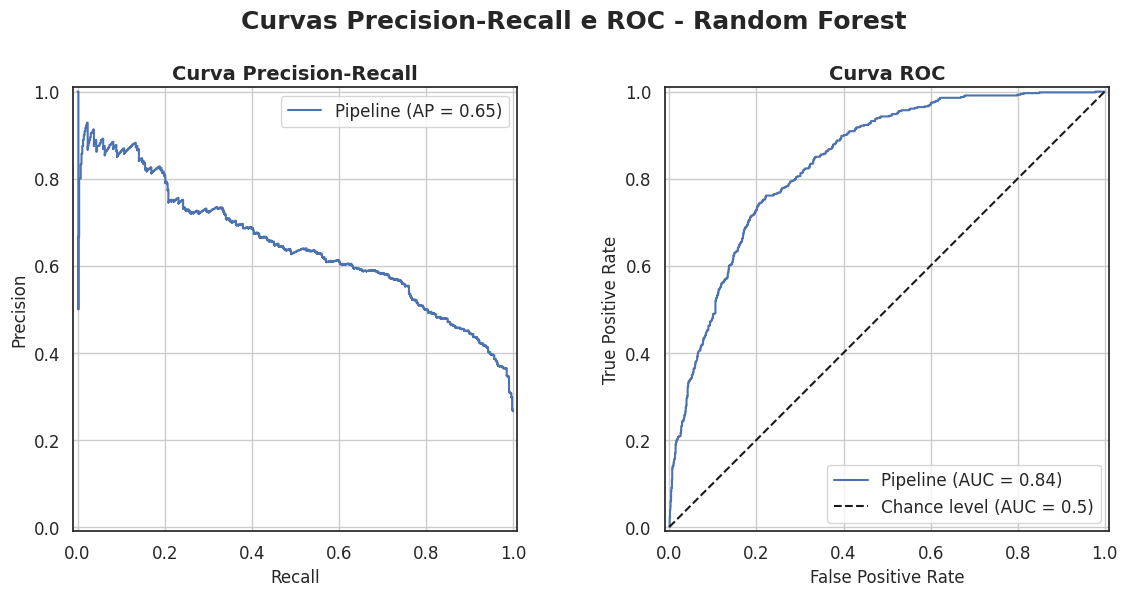 Curvas Precision-Recall e ROC - Random Forest
Curva Precision-Recall
Pipeline (AP = 0.65)
1.0
0.8
0.6
0.4
0.2
0.0
Precision
0.0 0.2 0.4 0.6 0.8 1.0
Recall
Curva ROC
1.0
0.8
0.6
0.4
0.2
0.0
True Positive Rate
Pipeline (AUC = 0.84)
Chance level (AUC = 0.5)
0.0 0.2 0.4 0.6 0.8 1.0
False Positive Rate